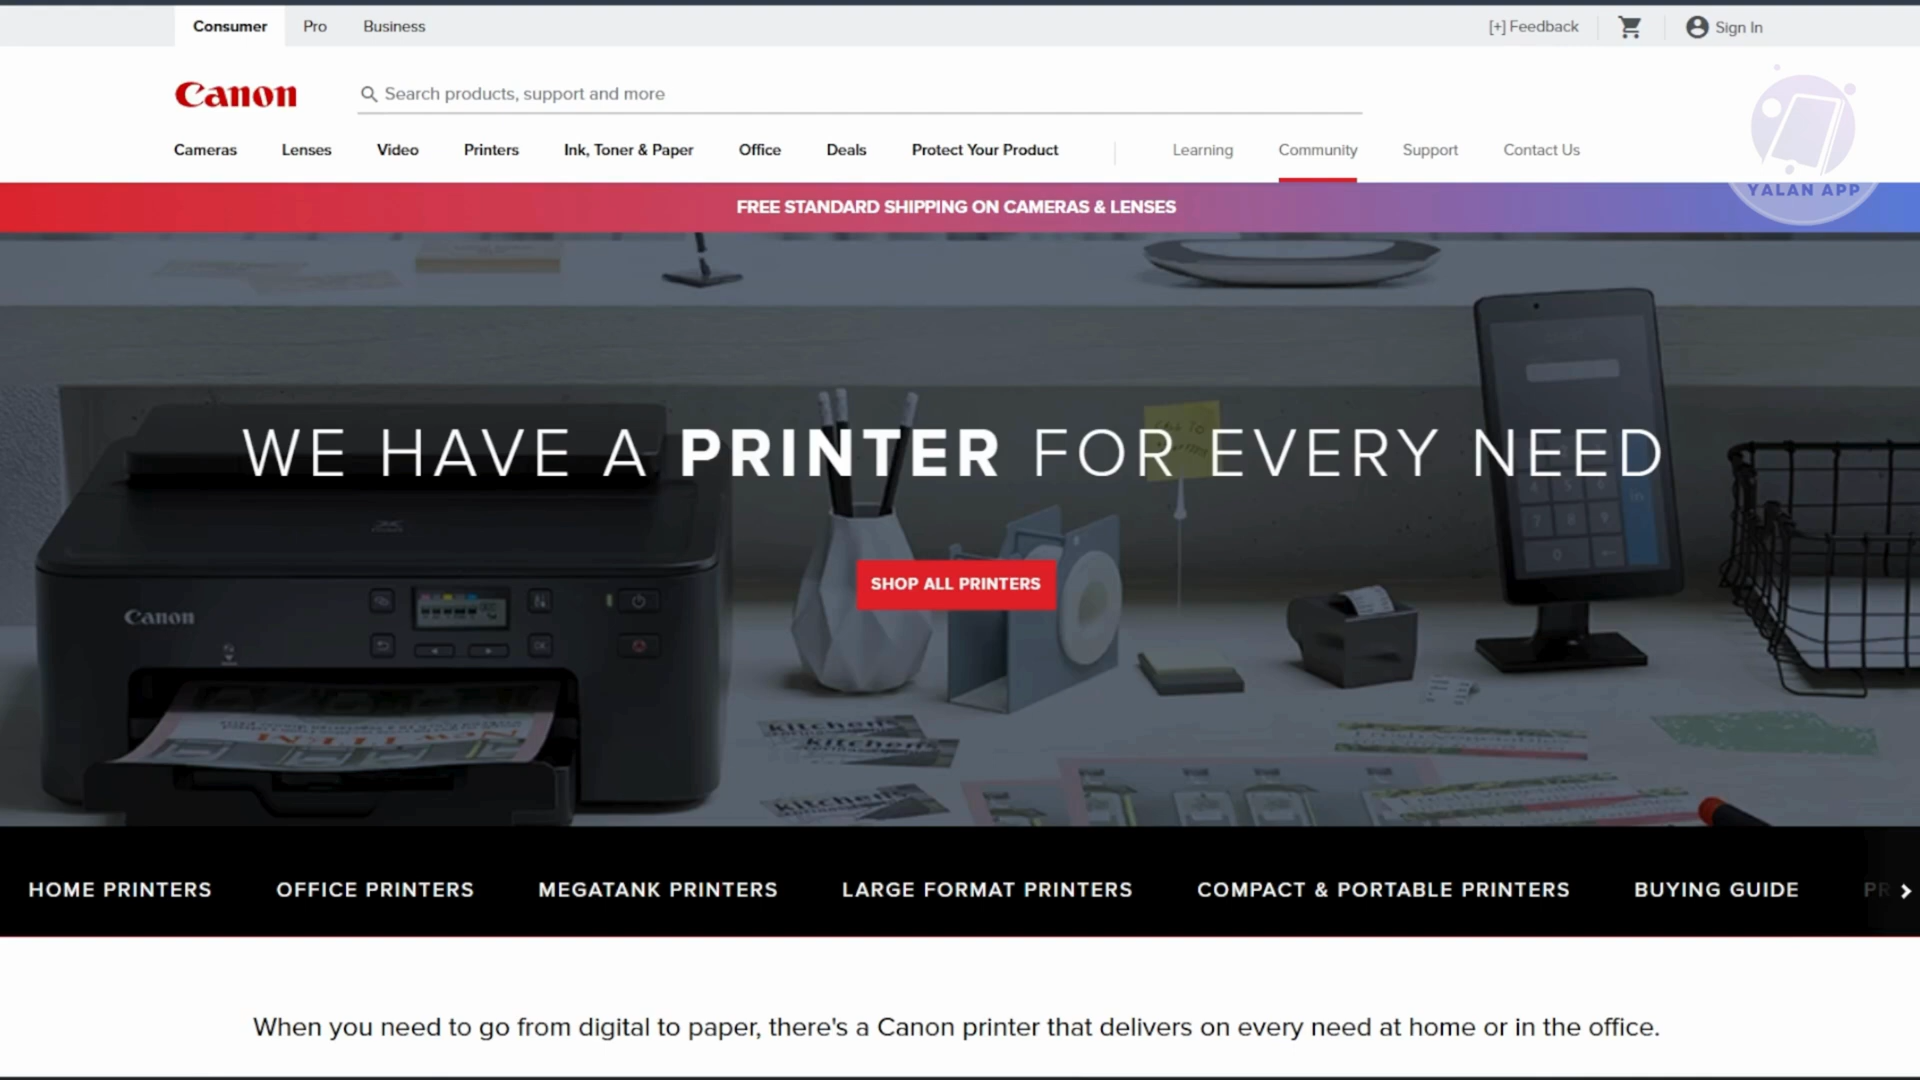 Consumer Pro Business [+] Feedback Sign In
Canon Search products, support and more
Cameras Lenses Video Printers Ink, Toner & Paper Office Deals Protect Your Product Learning Community Support Contact Us
YALAN APP
FREE STANDARD SHIPPING ON CAMERAS & LENSES
WE HAVE A PRINTER FOR EVERY NEED
SHOP ALL PRINTERS
Canon
kitchen
kitchen
kitchen
HOME PRINTERS OFFICE PRINTERS MEGATANK PRINTERS LARGE FORMAT PRINTERS COMPACT & PORTABLE PRINTERS BUYING GUIDE PR
When you need to go from digital to paper, there's a Canon printer that delivers on every need at home or in the office.